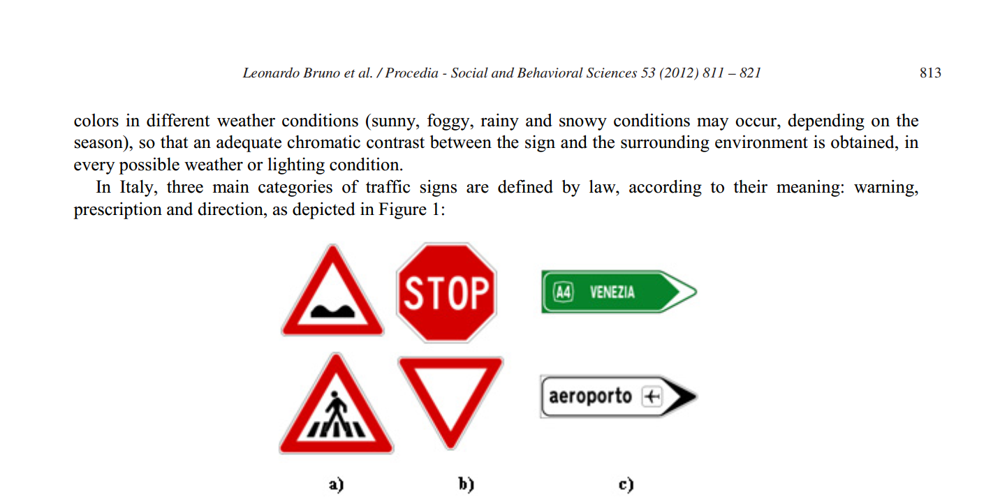 Leonardo Bruno et al. / Procedia - Social and Behavioral Sciences 53 (2012) 811 – 821 813
colors in different weather conditions (sunny, foggy, rainy and snowy conditions may occur, depending on the
season), so that an adequate chromatic contrast between the sign and the surrounding environment is obtained, in
every possible weather or lighting condition.
In Italy, three main categories of traffic signs are defined by law, according to their meaning: warning,
prescription and direction, as depicted in Figure 1:
STOP
A4 VENEZIA
aeroporto
a) b) c)